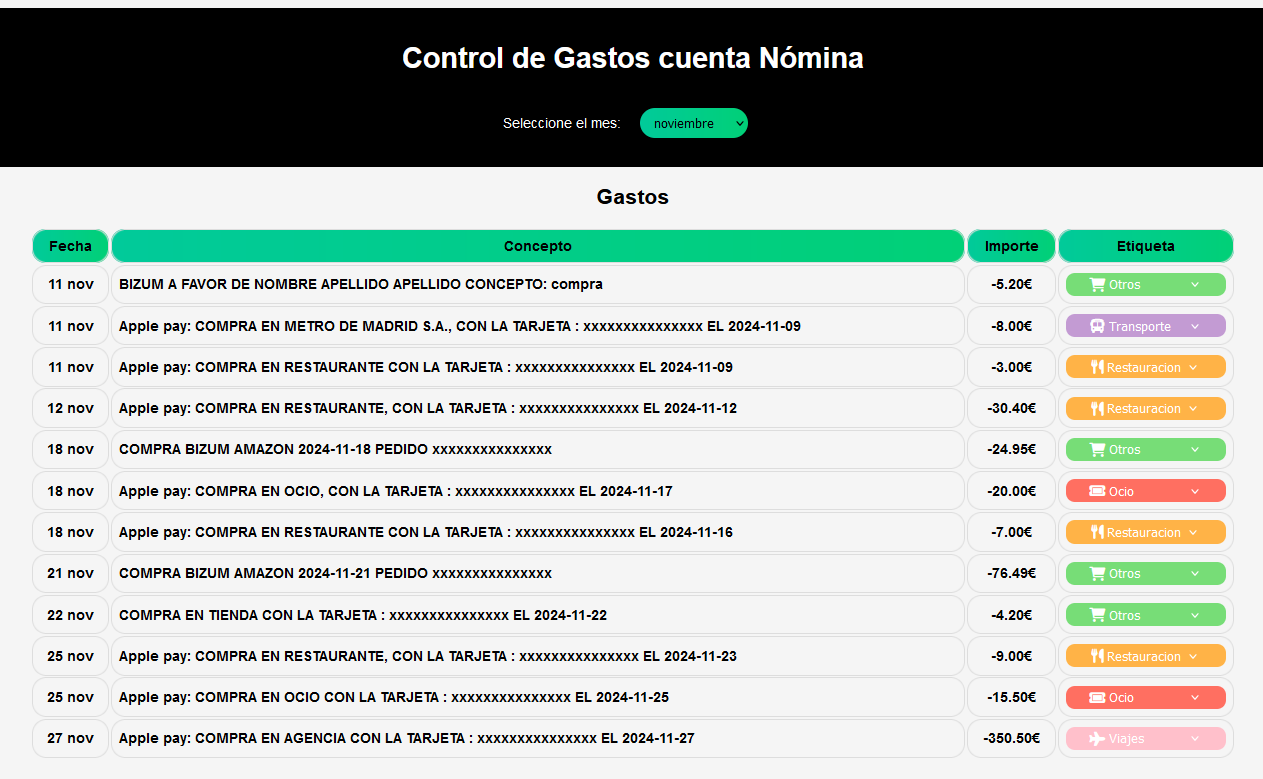 Control de Gastos cuenta Nómina
Seleccione el mes: noviembre
Gastos
Fecha Concepto Importe Etiqueta
11 nov BIZUM A FAVOR DE NOMBRE APELLIDO APELLIDO CONCEPTO: compra -5.20€ Otros
11 nov Apple pay: COMPRA EN METRO DE MADRID S.A., CON LA TARJETA : xxxxxxxxxxxxxxx EL 2024-11-09 -8.00€ Transporte
11 nov Apple pay: COMPRA EN RESTAURANTE CON LA TARJETA : xxxxxxxxxxxxxxx EL 2024-11-09 -3.00€ Restauracion
12 nov Apple pay: COMPRA EN RESTAURANTE, CON LA TARJETA : xxxxxxxxxxxxxxx EL 2024-11-12 -30.40€ Restauracion
18 nov COMPRA BIZUM AMAZON 2024-11-18 PEDIDO xxxxxxxxxxxxxxx -24.95€ Otros
18 nov Apple pay: COMPRA EN OCIO, CON LA TARJETA : xxxxxxxxxxxxxxx EL 2024-11-17 -20.00€ Ocio
18 nov Apple pay: COMPRA EN RESTAURANTE CON LA TARJETA : xxxxxxxxxxxxxxx EL 2024-11-16 -7.00€ Restauracion
21 nov COMPRA BIZUM AMAZON 2024-11-21 PEDIDO xxxxxxxxxxxxxxx -76.49€ Otros
22 nov COMPRA EN TIENDA CON LA TARJETA : xxxxxxxxxxxxxxx EL 2024-11-22 -4.20€ Otros
25 nov Apple pay: COMPRA EN RESTAURANTE, CON LA TARJETA : xxxxxxxxxxxxxxx EL 2024-11-23 -9.00€ Restauracion
25 nov Apple pay: COMPRA EN OCIO CON LA TARJETA : xxxxxxxxxxxxxxx EL 2024-11-25 -15.50€ Ocio
27 nov Apple pay: COMPRA EN AGENCIA CON LA TARJETA : xxxxxxxxxxxxxxx EL 2024-11-27 -350.50€ Viajes